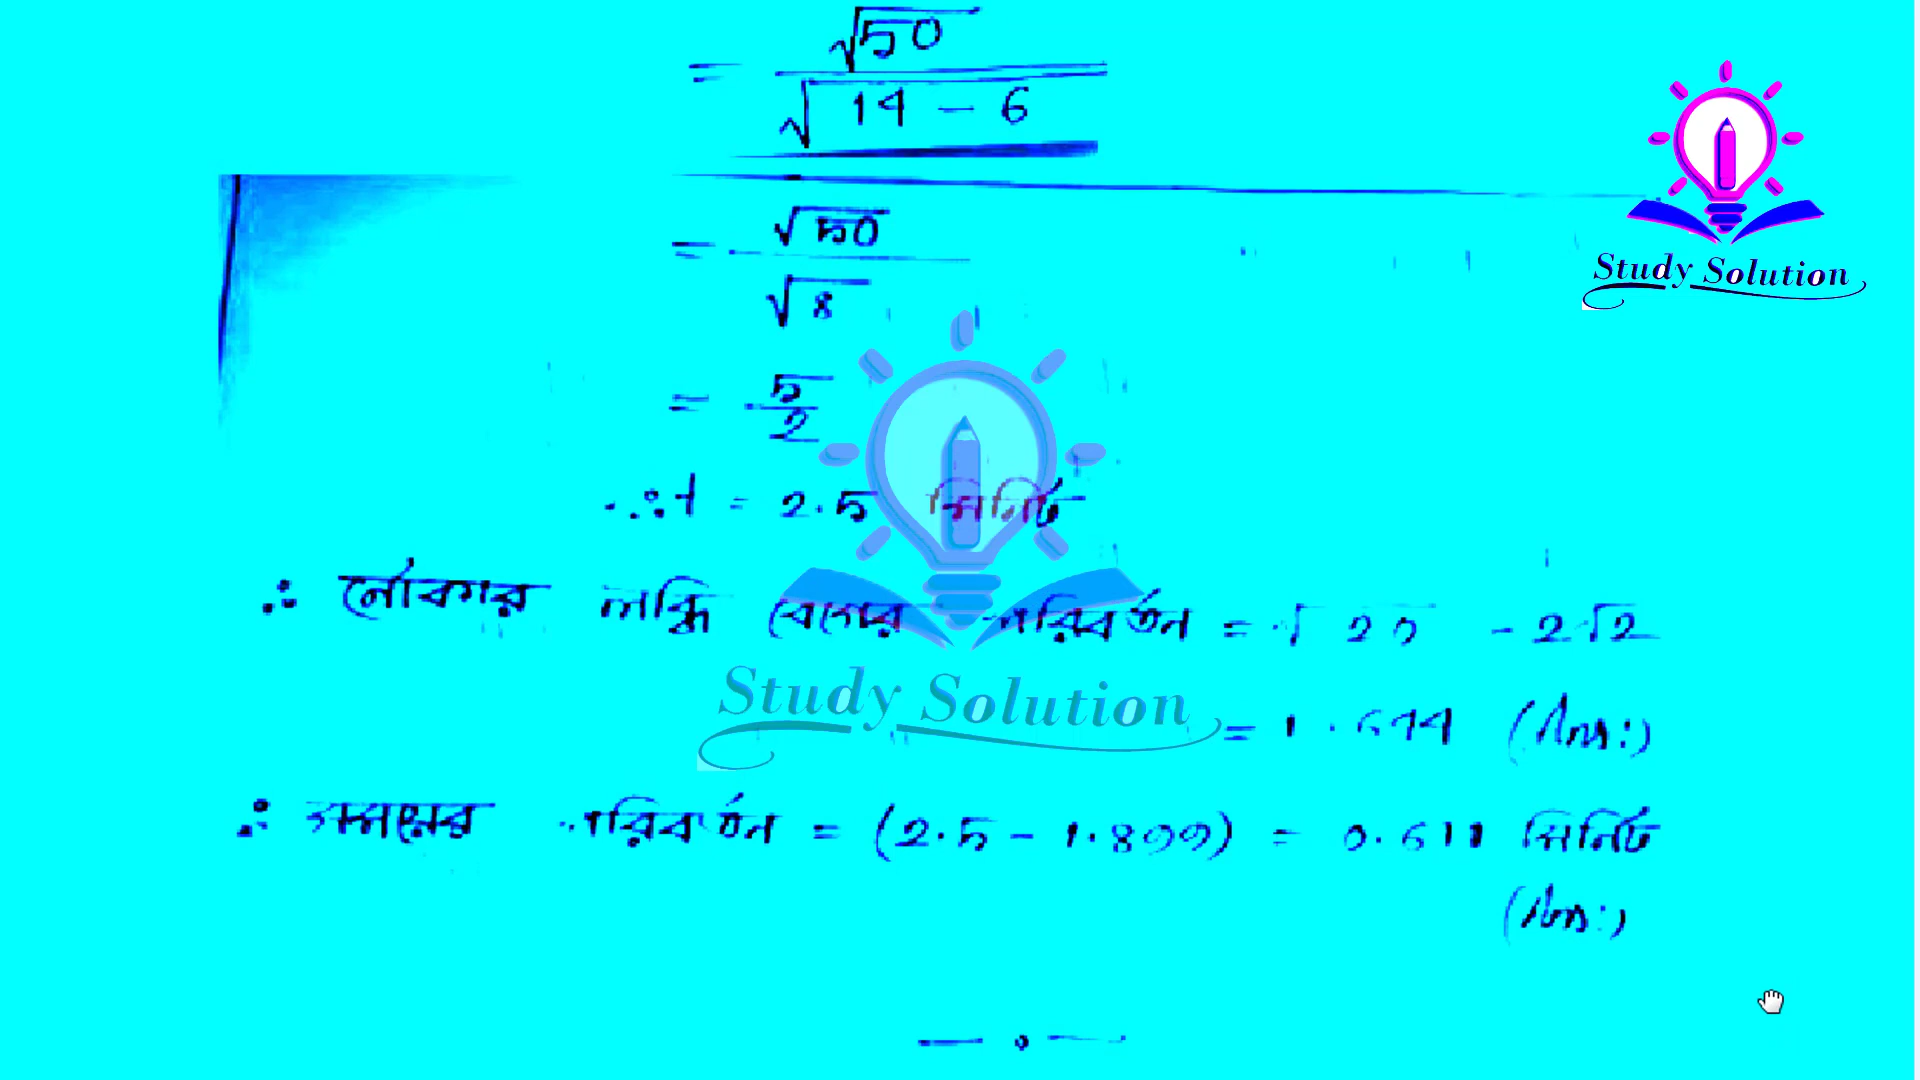 = √50 / √14 - 6
= √50 / √8
= 5/2
∴ t = 2.5 মিনিট
∴ নৌকার লব্ধি বেগের পরিবর্তন = √20 - 2√2
= 1.644 (Ans:)
∴ সময়ের পরিবর্তন = (2.5 - 1.899) = 0.611 মিনিট
(Ans:)
Study Solution
Study Solution